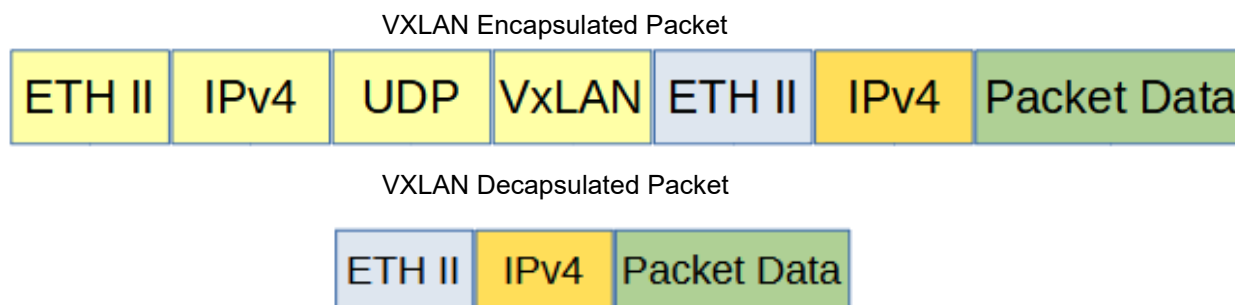 VXLAN Encapsulated Packet
ETH II IPv4 UDP VxLAN ETH II IPv4 Packet Data
VXLAN Decapsulated Packet
ETH II IPv4 Packet Data